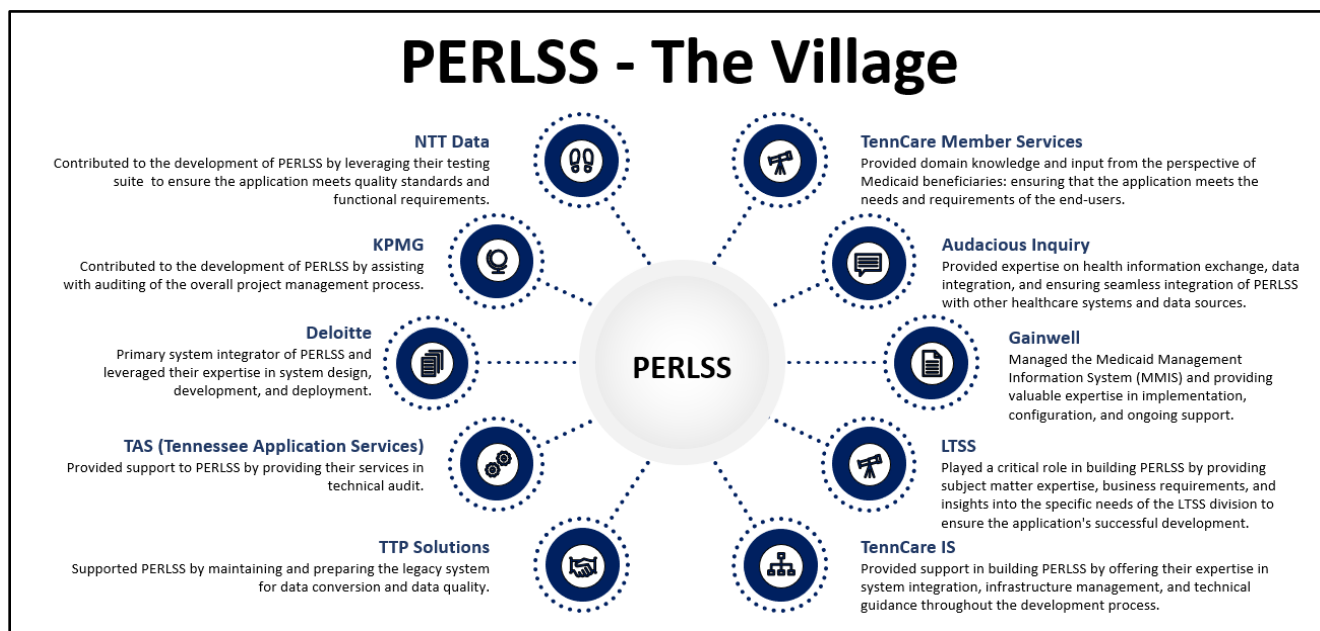 PERLSS - The Village
NTT Data
Contributed to the development of PERLSS by leveraging their testing
suite to ensure the application meets quality standards and
functional requirements.
KPMG
Contributed to the development of PERLSS by assisting
with auditing of the overall project management process.
Deloitte
Primary system integrator of PERLSS and
leveraged their expertise in system design,
development, and deployment.
TAS (Tennessee Application Services)
Provided support to PERLSS by providing their services in
technical audit.
TTP Solutions
Supported PERLSS by maintaining and preparing the legacy system
for data conversion and data quality.
PERLSS
TennCare Member Services
Provided domain knowledge and input from the perspective of
Medicaid beneficiaries: ensuring that the application meets the
needs and requirements of the end-users.
Audacious Inquiry
Provided expertise on health information exchange, data
integration, and ensuring seamless integration of PERLSS
with other healthcare systems and data sources.
Gainwell
Managed the Medicaid Management
Information System (MMIS) and providing
valuable expertise in implementation,
configuration, and ongoing support.
LTSS
Played a critical role in building PERLSS by providing
subject matter expertise, business requirements, and
insights into the specific needs of the LTSS division to
ensure the application's successful development.
TennCare IS
Provided support in building PERLSS by offering their expertise in
system integration, infrastructure management, and technical
guidance throughout the development process.